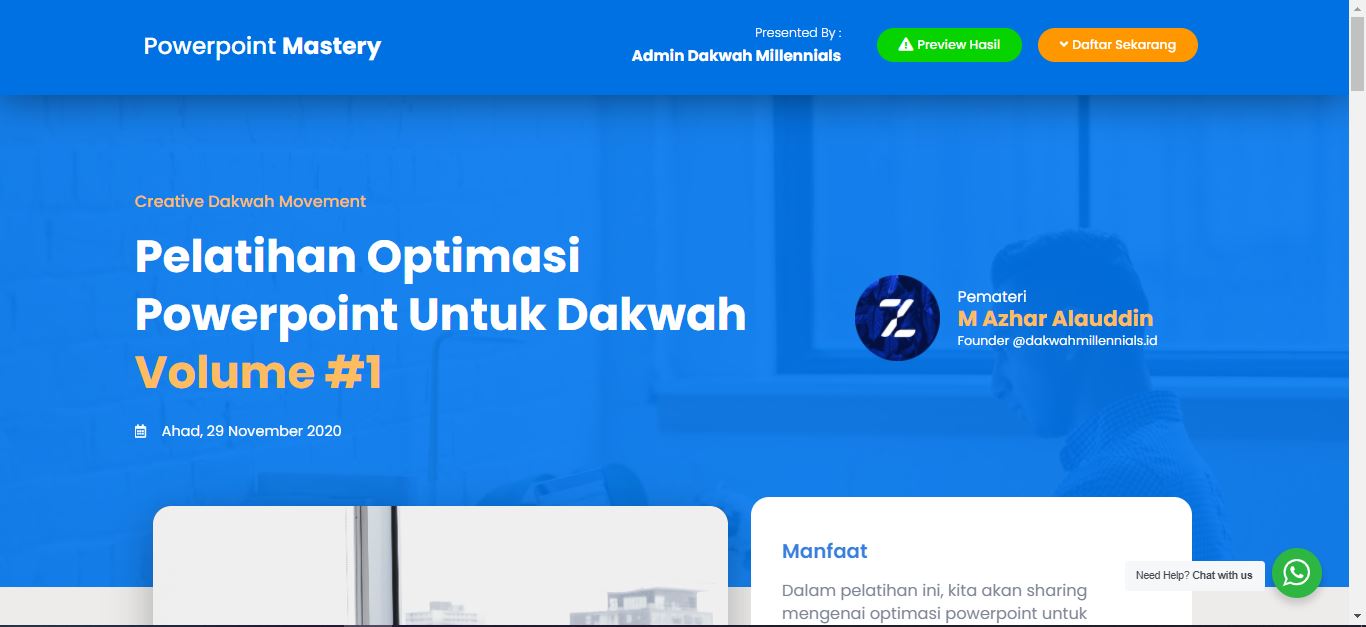 Powerpoint Mastery
Presented By :
Admin Dakwah Millennials
Preview Hasil
Daftar Sekarang
Creative Dakwah Movement
Pelatihan Optimasi
Powerpoint Untuk Dakwah
Volume #1
Ahad, 29 November 2020
Pemateri
M Azhar Alauddin
Founder @dakwahmillennials.id
Manfaat
Dalam pelatihan ini, kita akan sharing
mengenai optimasi powerpoint untuk
Need Help? Chat with us